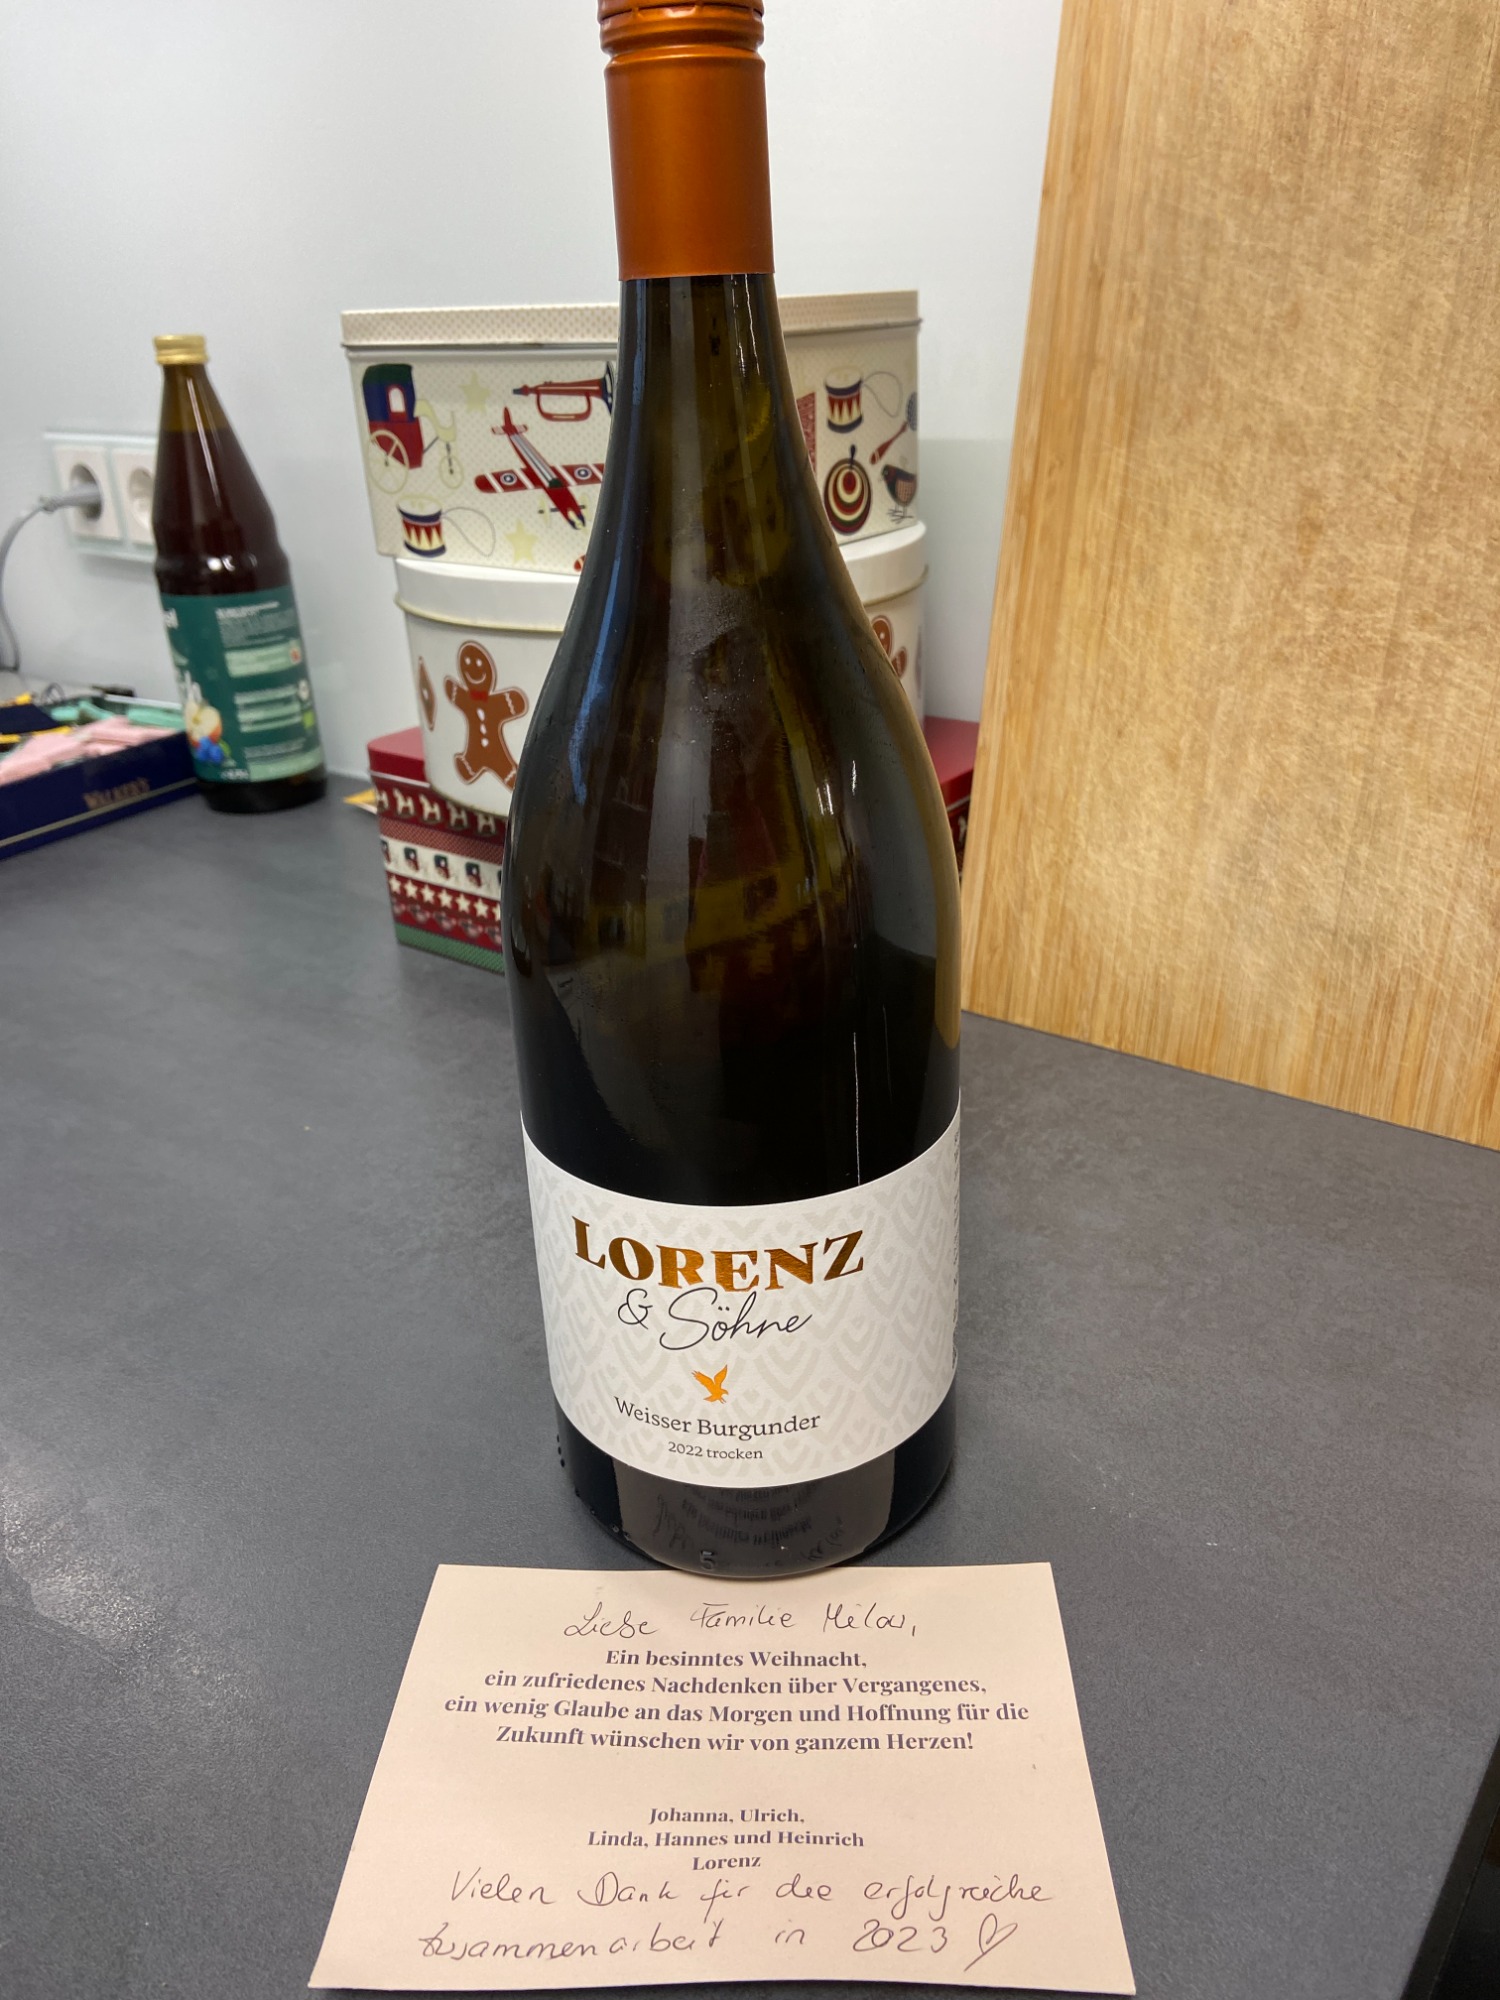 LORENZ
& Söhne
Weisser Burgunder
2022 trocken
5
WALKER'S
Liebe Familie
Ein besinntes Weihnacht,
ein zufriedenes Nachdenken über Vergangenes,
ein wenig Glaube an das Morgen und Hoffnung für die
Zukunft wünschen wir von ganzem Herzen!
Johanna, Ulrich,
Linda, Hannes und Heinrich
Lorenz
Vielen Dank für die erfolgreiche
Zusammenarbeit in 2023